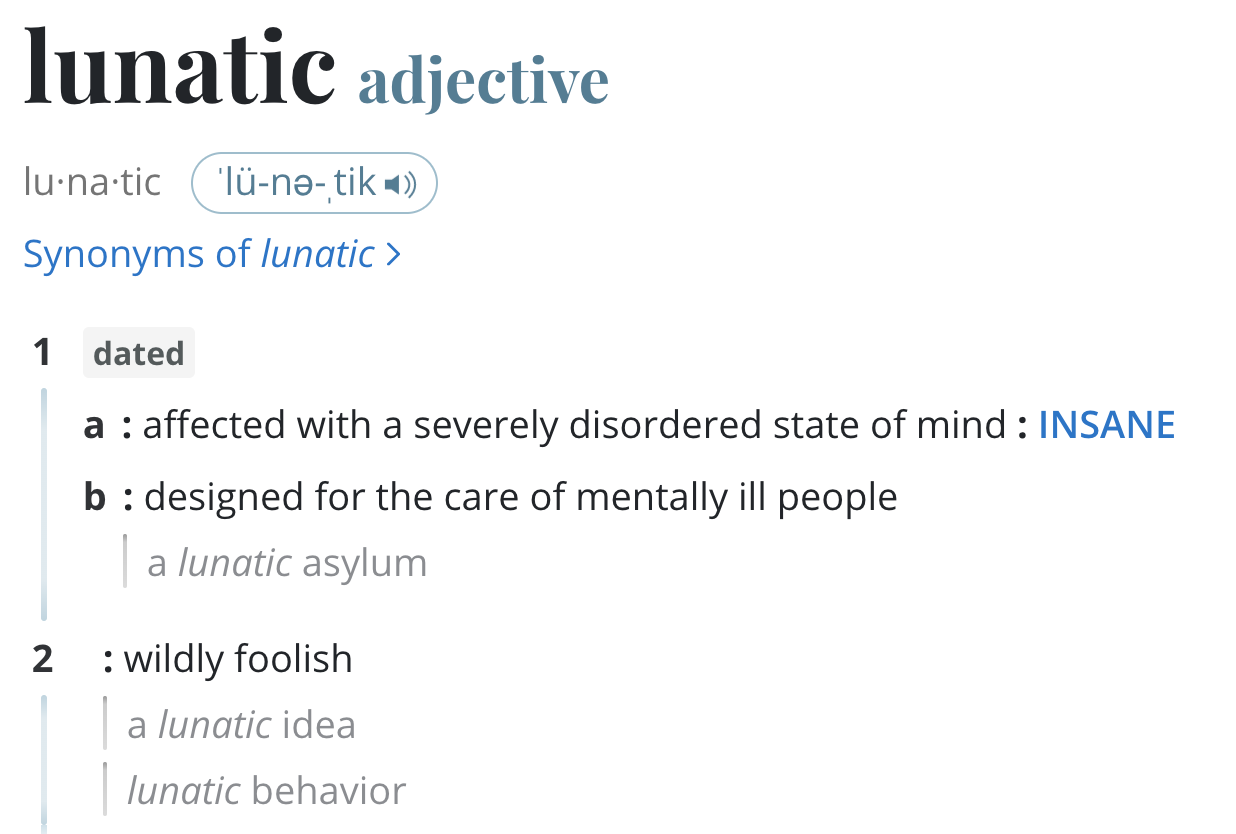 lunatic adjective
lu·na·tic ˈlü-nə-ˌtik
Synonyms of lunatic
1 dated
a : affected with a severely disordered state of mind : INSANE
b : designed for the care of mentally ill people
a lunatic asylum
2 : wildly foolish
a lunatic idea
lunatic behavior